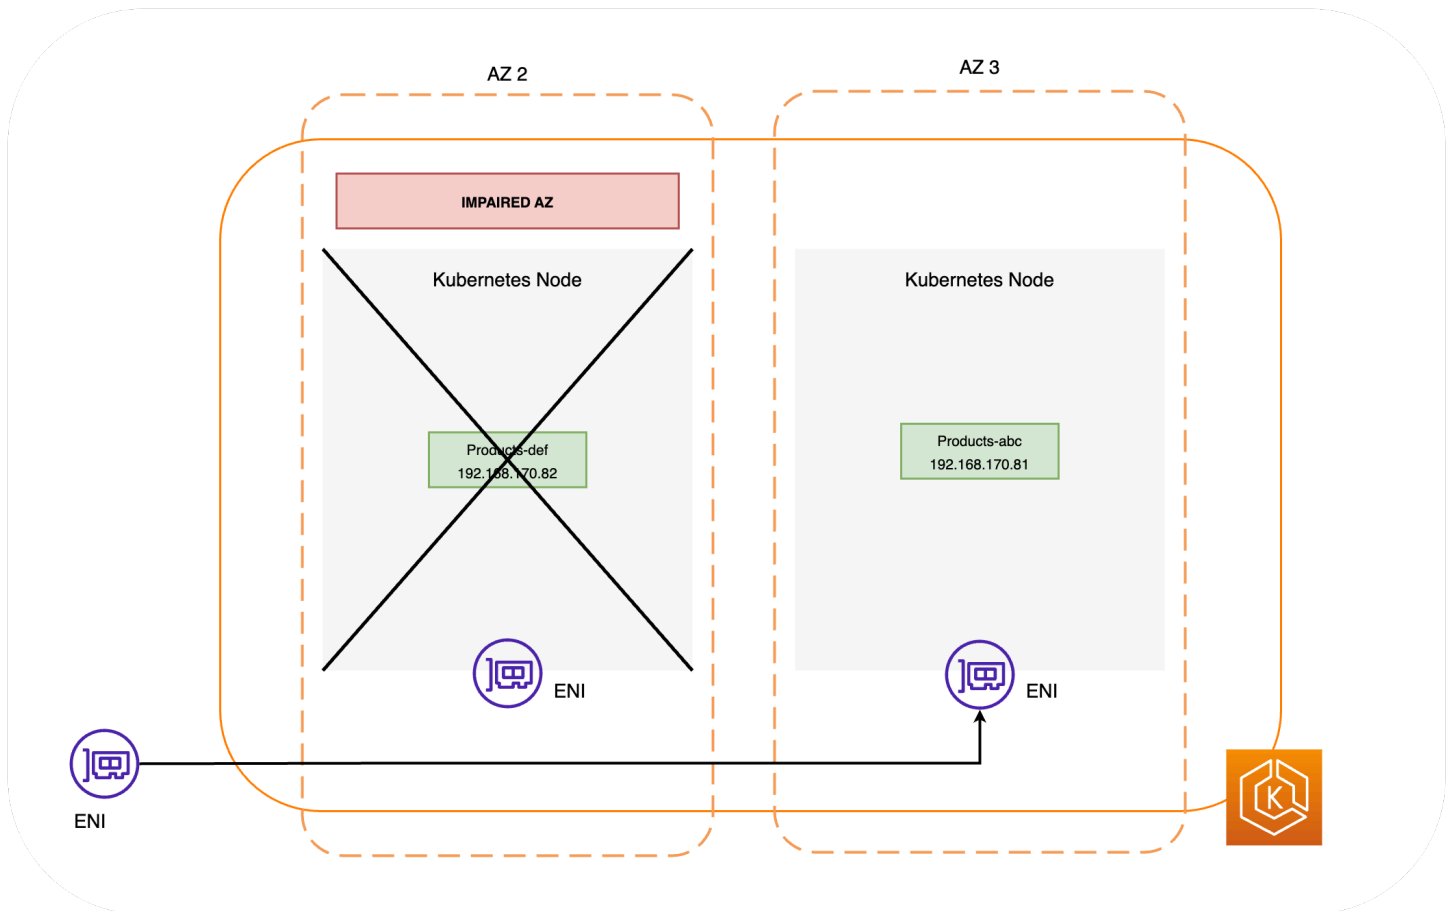 AZ 2
AZ 3
IMPAIRED AZ
Kubernetes Node
Kubernetes Node
Products-def
192.168.170.82
Products-abc
192.168.170.81
ENI
ENI
ENI
K